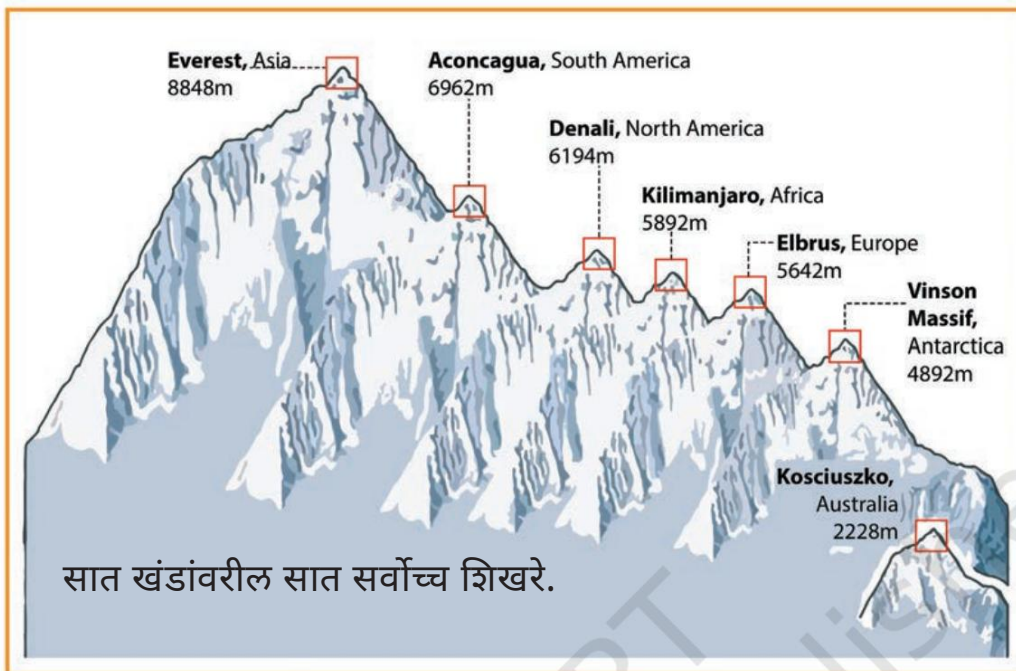 Everest, Asia
8848m
Aconcagua, South America
6962m
Denali, North America
6194m
Kilimanjaro, Africa
5892m
Elbrus, Europe
5642m
Vinson
Massif,
Antarctica
4892m
Kosciuszko,
Australia
2228m
सात खंडांवरील सात सर्वोच्च शिखरे.